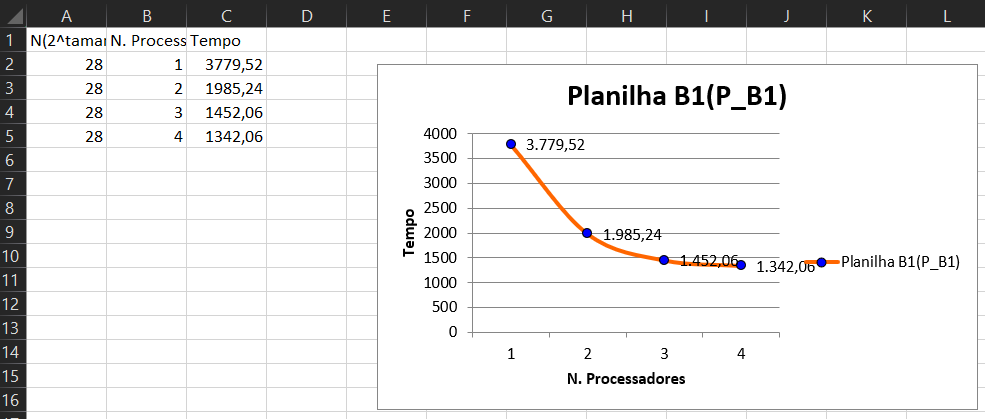 A B C D E F G H I J K L
1 N(2^tamar N. Process Tempo
2 28 1 3779,52
3 28 2 1985,24
4 28 3 1452,06
5 28 4 1342,06
6
7
8
9
10
11
12
13
14
15
16
Planilha B1(P_B1)
4000
3500
3000
2500
2000
1500
1000
500
0
Tempo
3.779,52
1.985,24
1.452,06
1.342,06
Planilha B1(P_B1)
1 2 3 4
N. Processadores